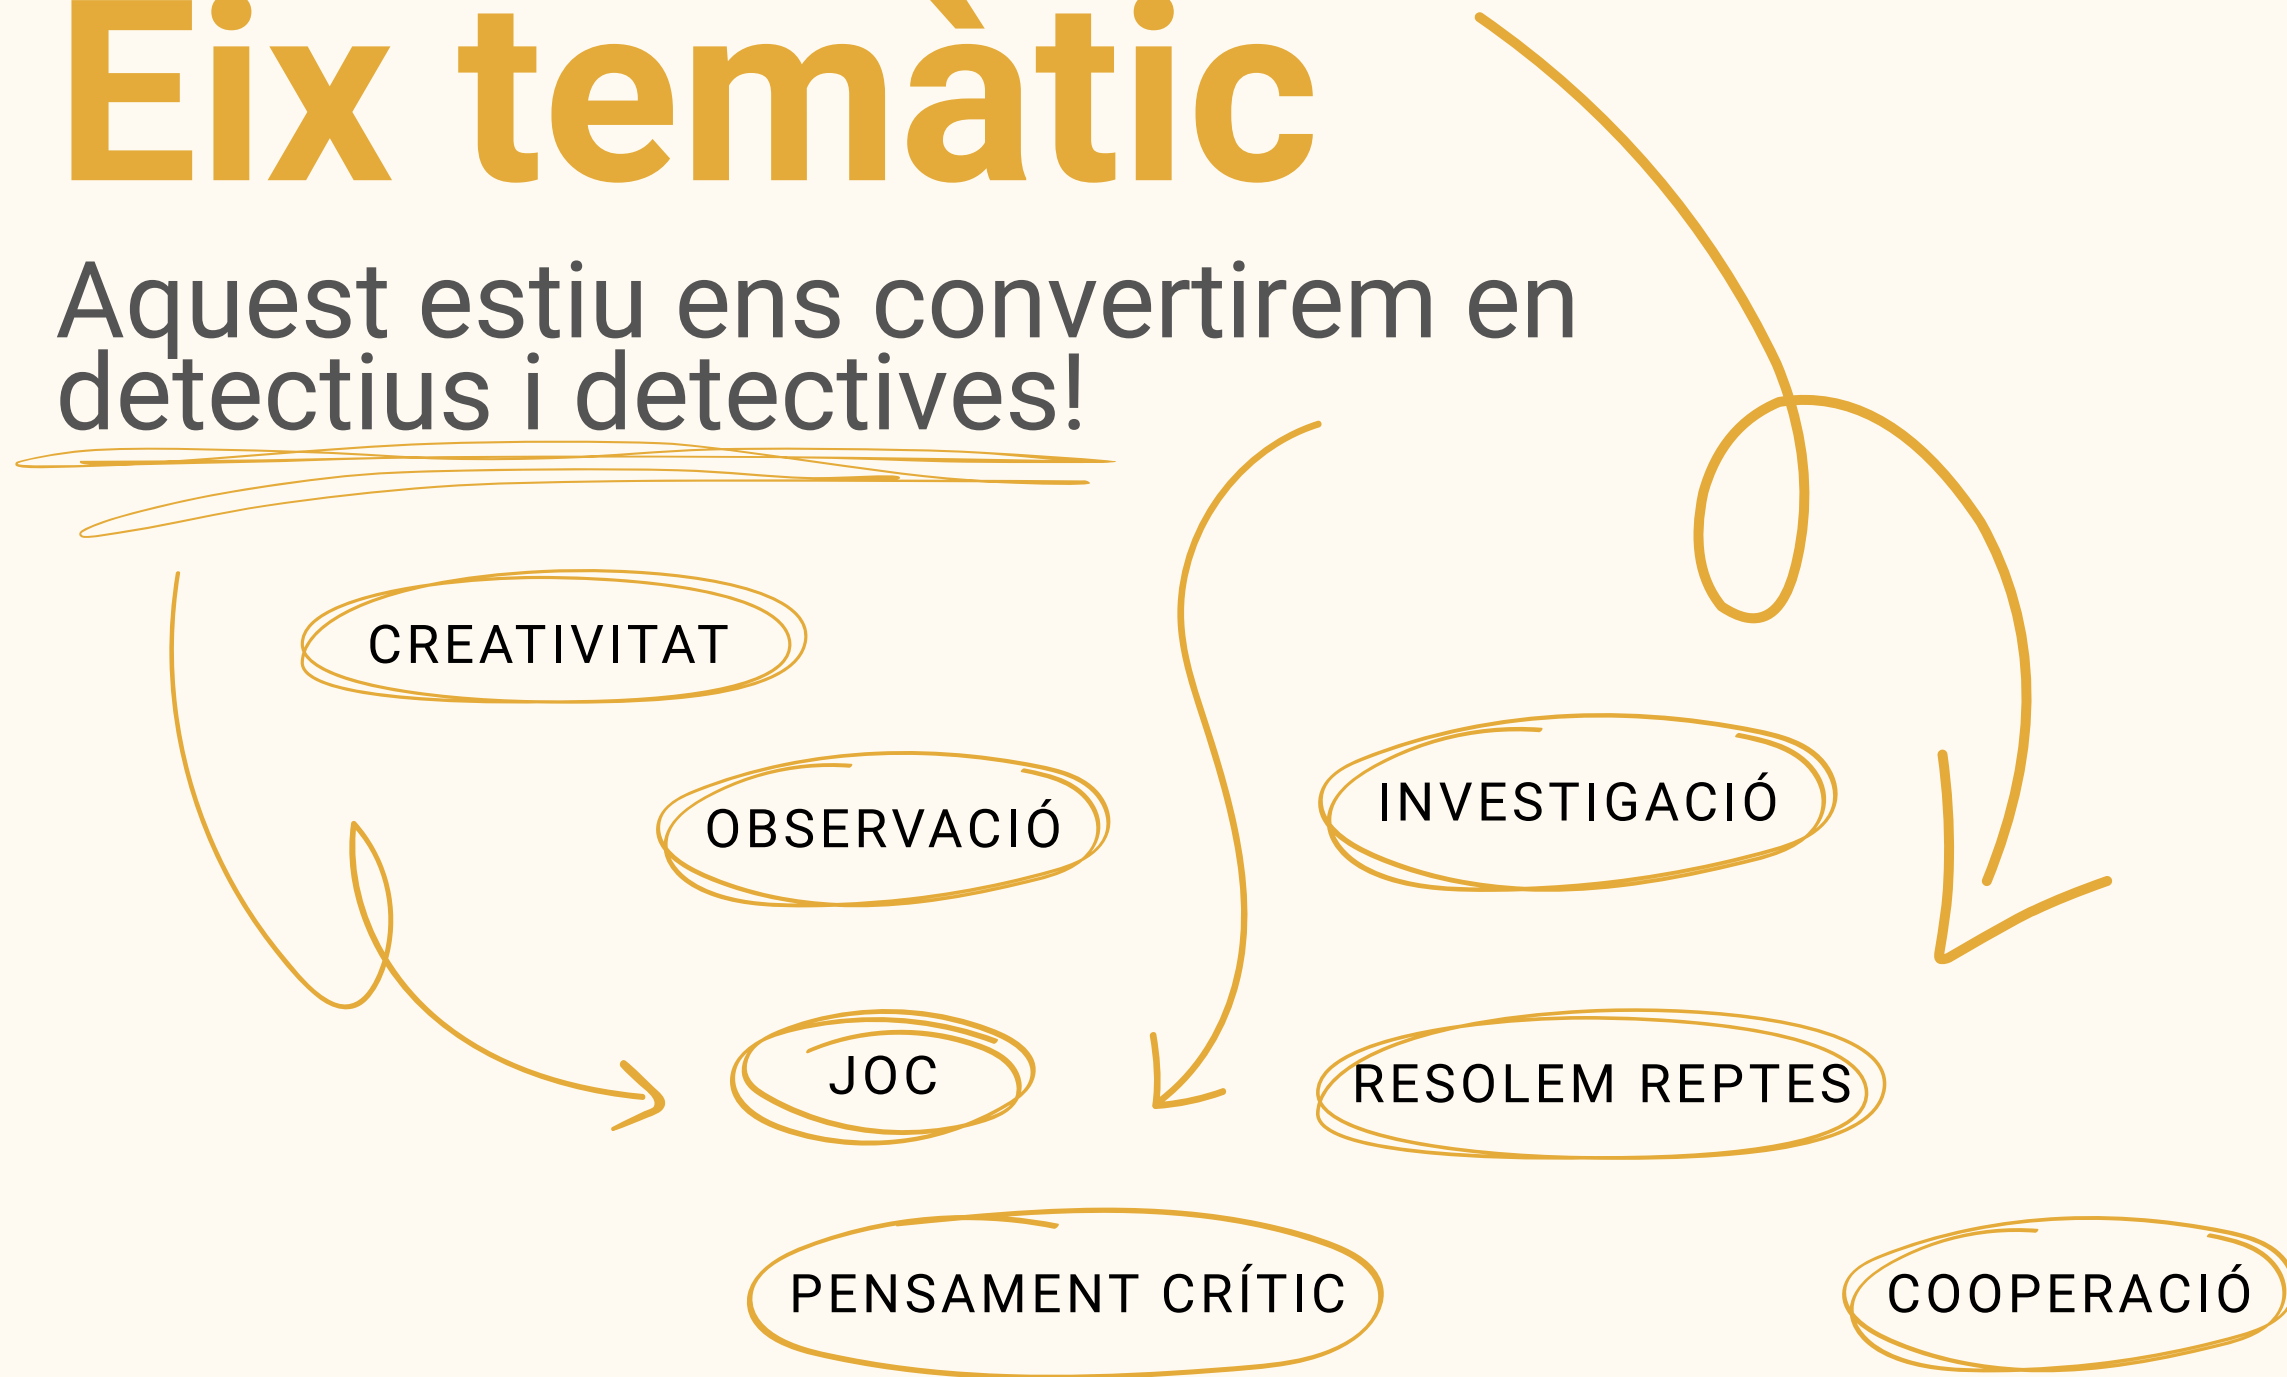 Eix temàtic
Aquest estiu ens convertirem en
detectius i detectives!
CREATIVITAT
OBSERVACIÓ
INVESTIGACIÓ
JOC
RESOLEM REPTES
PENSAMENT CRÍTIC
COOPERACIÓ